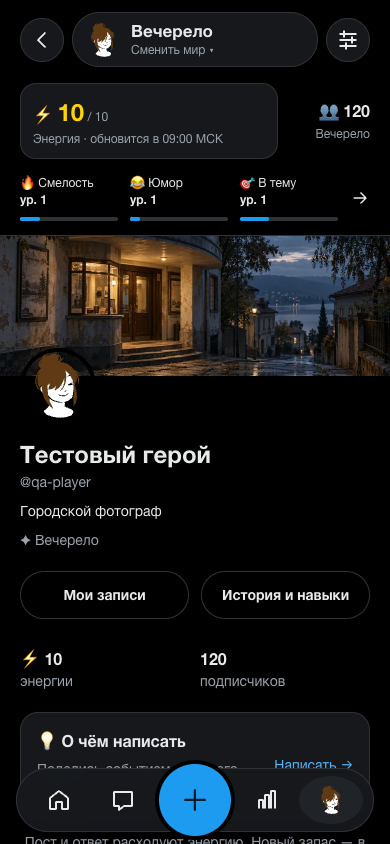 Вечерело
Сменить мир ▾
⚡ 10 / 10
Энергия · обновится в 09:00 МСК
👥 120
Вечерело
🔥 Смелость
ур. 1
😂 Юмор
ур. 1
🎯 В тему
ур. 1
→
Тестовый герой
@qa-player
Городской фотограф
✦ Вечерело
Мои записи
История и навыки
⚡ 10
энергии
120
подписчиков
💡 О чём написать
Написать →
Пост и ответ расходуют энергию. Новый запас — в